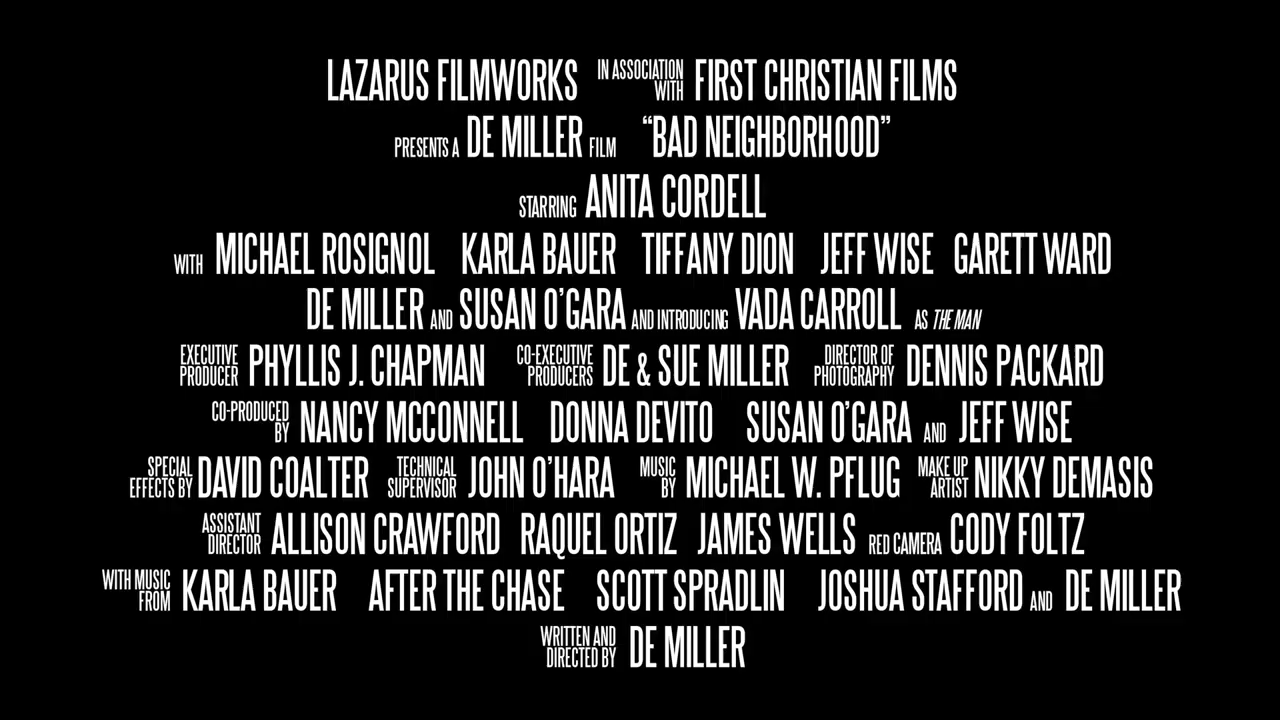 LAZARUS FILMWORKS IN ASSOCIATION WITH FIRST CHRISTIAN FILMS
PRESENTS A DE MILLER FILM "BAD NEIGHBORHOOD"
STARRING ANITA CORDELL
WITH MICHAEL ROSIGNOL KARLA BAUER TIFFANY DION JEFF WISE GARETT WARD
DE MILLER AND SUSAN O'GARA AND INTRODUCING VADA CARROLL AS THE MAN
EXECUTIVE PRODUCER PHYLLIS J. CHAPMAN CO-EXECUTIVE PRODUCERS DE & SUE MILLER DIRECTOR OF PHOTOGRAPHY DENNIS PACKARD
CO-PRODUCED BY NANCY MCCONNELL DONNA DEVITO SUSAN O'GARA AND JEFF WISE
SPECIAL EFFECTS BY DAVID COALTER TECHNICAL SUPERVISOR JOHN O'HARA MUSIC BY MICHAEL W. PFLUG MAKE UP ARTIST NIKKY DEMASIS
ASSISTANT DIRECTOR ALLISON CRAWFORD RAQUEL ORTIZ JAMES WELLS RED CAMERA CODY FOLTZ
WITH MUSIC FROM KARLA BAUER AFTER THE CHASE SCOTT SPRADLIN JOSHUA STAFFORD AND DE MILLER
WRITTEN AND DIRECTED BY DE MILLER